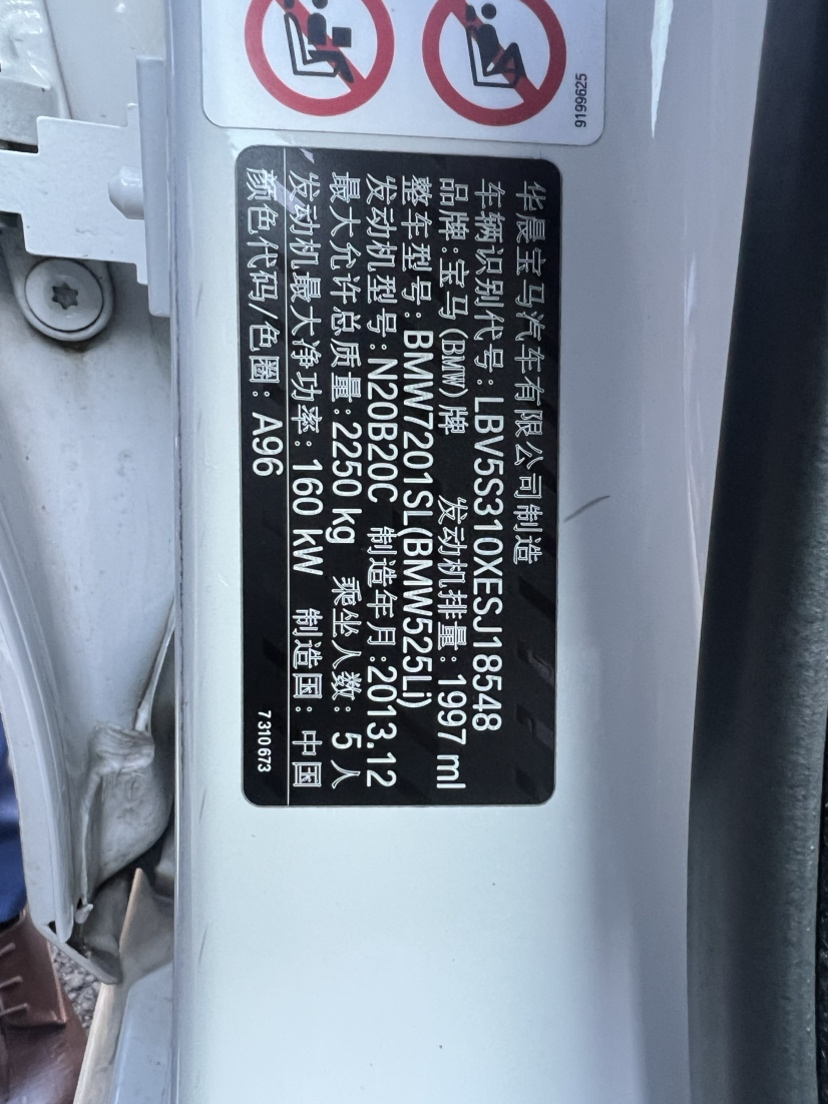 9199625
华晨宝马汽车有限公司制造
车辆识别代号: LBV5S310XESJ18548
品牌:宝马(BMW)牌 发动机排量: 1997 ml
整车型号: BMW7201SL(BMW525Li)
发动机型号: N20B20C 制造年月:2013.12
最大允许总质量:2250 kg 乘坐人数: 5 人
发动机最大净功率: 160 kW 制造国: 中国
颜色代码/色圈: A96
7 310 673